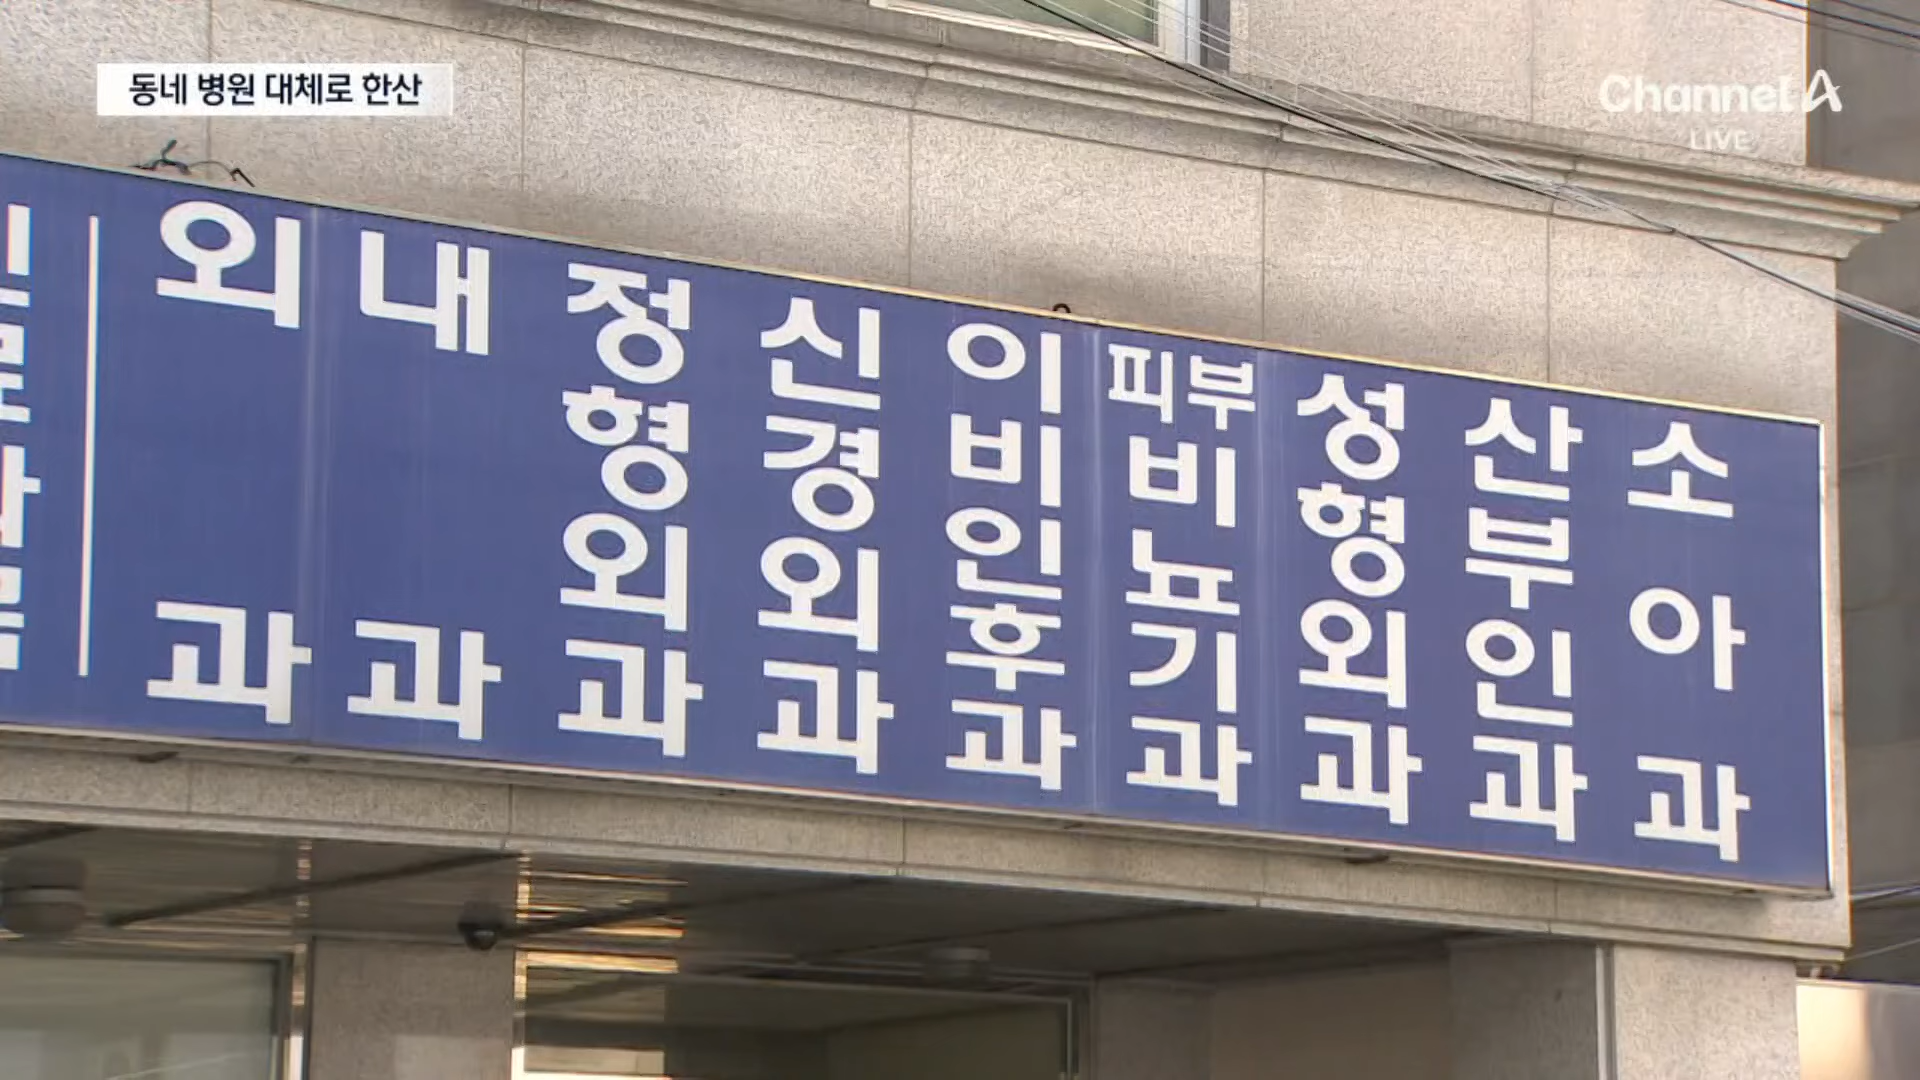 동네 병원 대체로 한산
Channel A
LIVE
외과
내과
정형외과
신경외과
이비인후과
피부비뇨기과
성형외과
산부인과
소아과